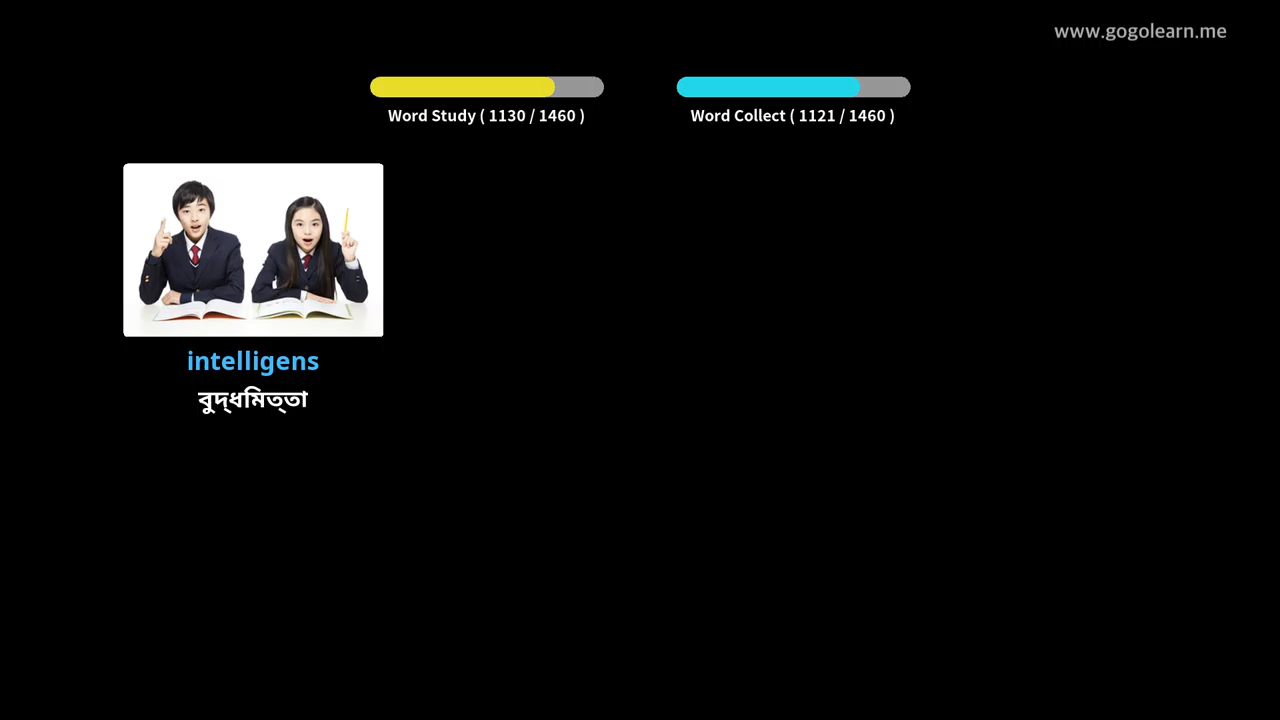 www.gogolearn.me
Word Study ( 1130 / 1460 )
Word Collect ( 1121 / 1460 )
intelligens
বুদ্ধিমত্তা